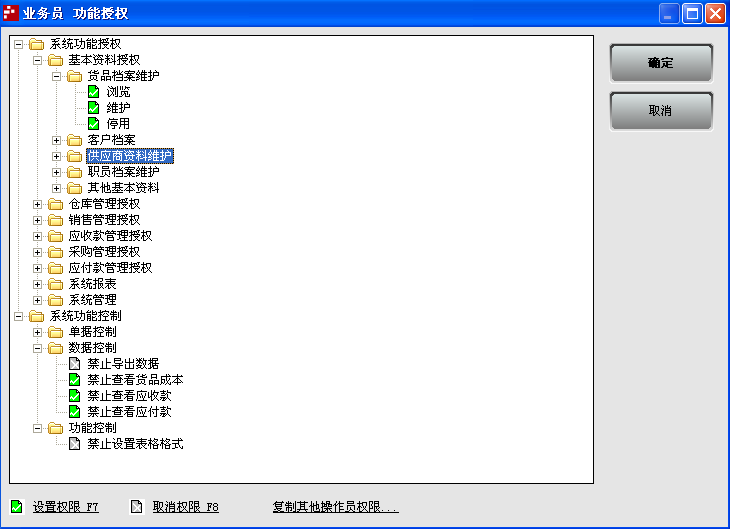 业务员 功能授权
系统功能授权
基本资料授权
货品档案维护
浏览
维护
停用
客户档案
供应商资料维护
职员档案维护
其他基本资料
仓库管理授权
销售管理授权
应收款管理授权
采购管理授权
应付款管理授权
系统报表
系统管理
系统功能控制
单据控制
数据控制
禁止导出数据
禁止查看货品成本
禁止查看应收款
禁止查看应付款
功能控制
禁止设置表格格式
确定
取消
设置权限 F7 取消权限 F8 复制其他操作员权限...